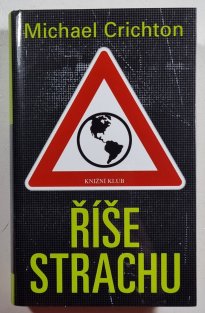 Michael Crichton
KNIŽNÍ KLUB
ŘÍŠE
STRACHU